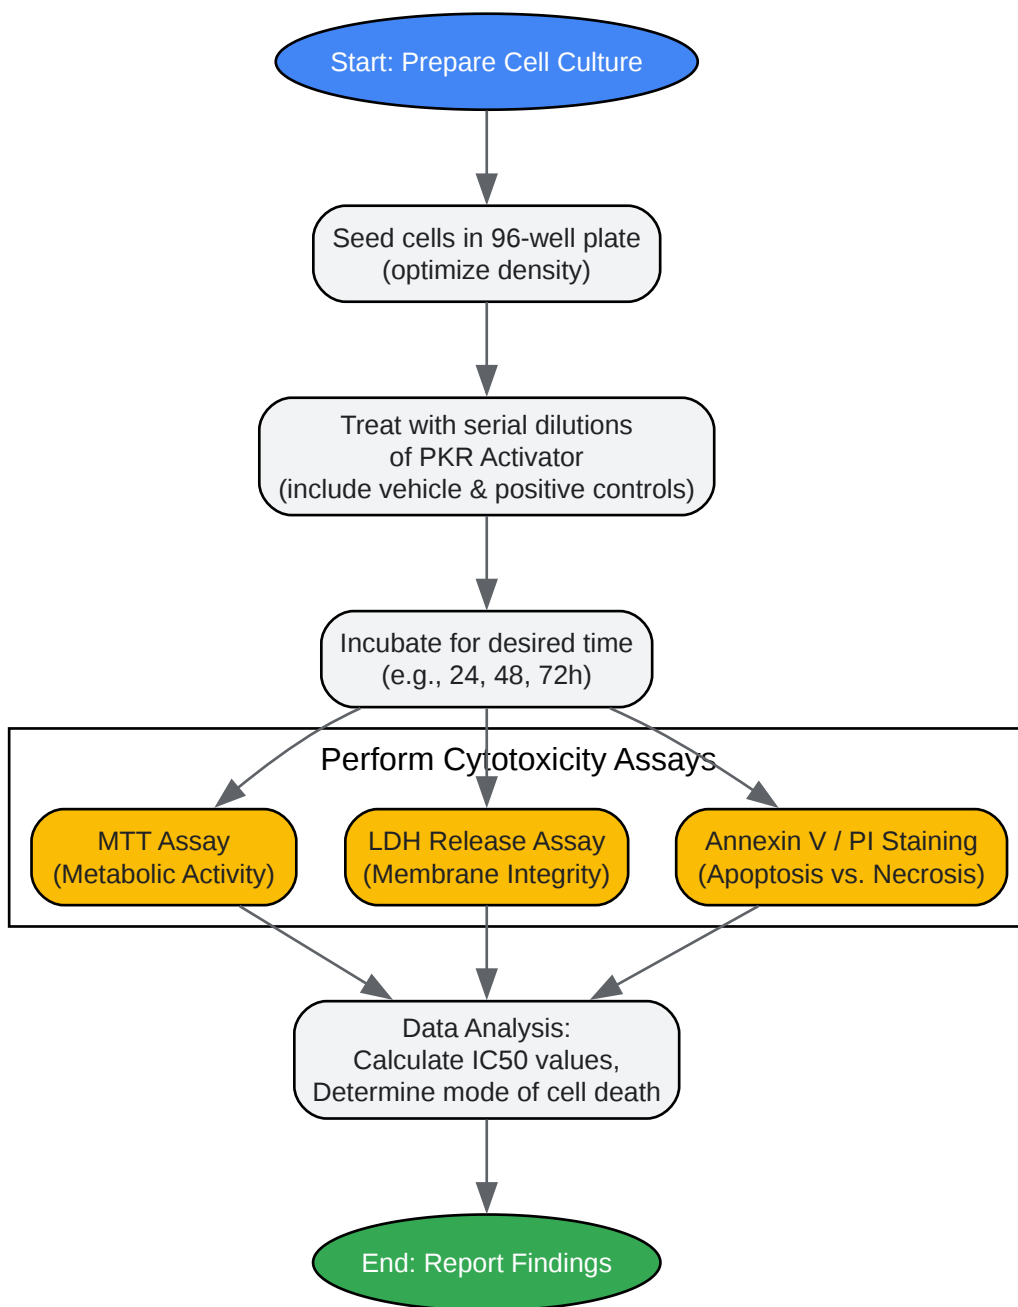 Start: Prepare Cell Culture
Seed cells in 96-well plate
(optimize density)
Treat with serial dilutions
of PKR Activator
(include vehicle & positive controls)
Incubate for desired time
(e.g., 24, 48, 72h)
Perform Cytotoxicity Assays
MTT Assay
(Metabolic Activity)
LDH Release Assay
(Membrane Integrity)
Annexin V / PI Staining
(Apoptosis vs. Necrosis)
Data Analysis:
Calculate IC50 values,
Determine mode of cell death
End: Report Findings